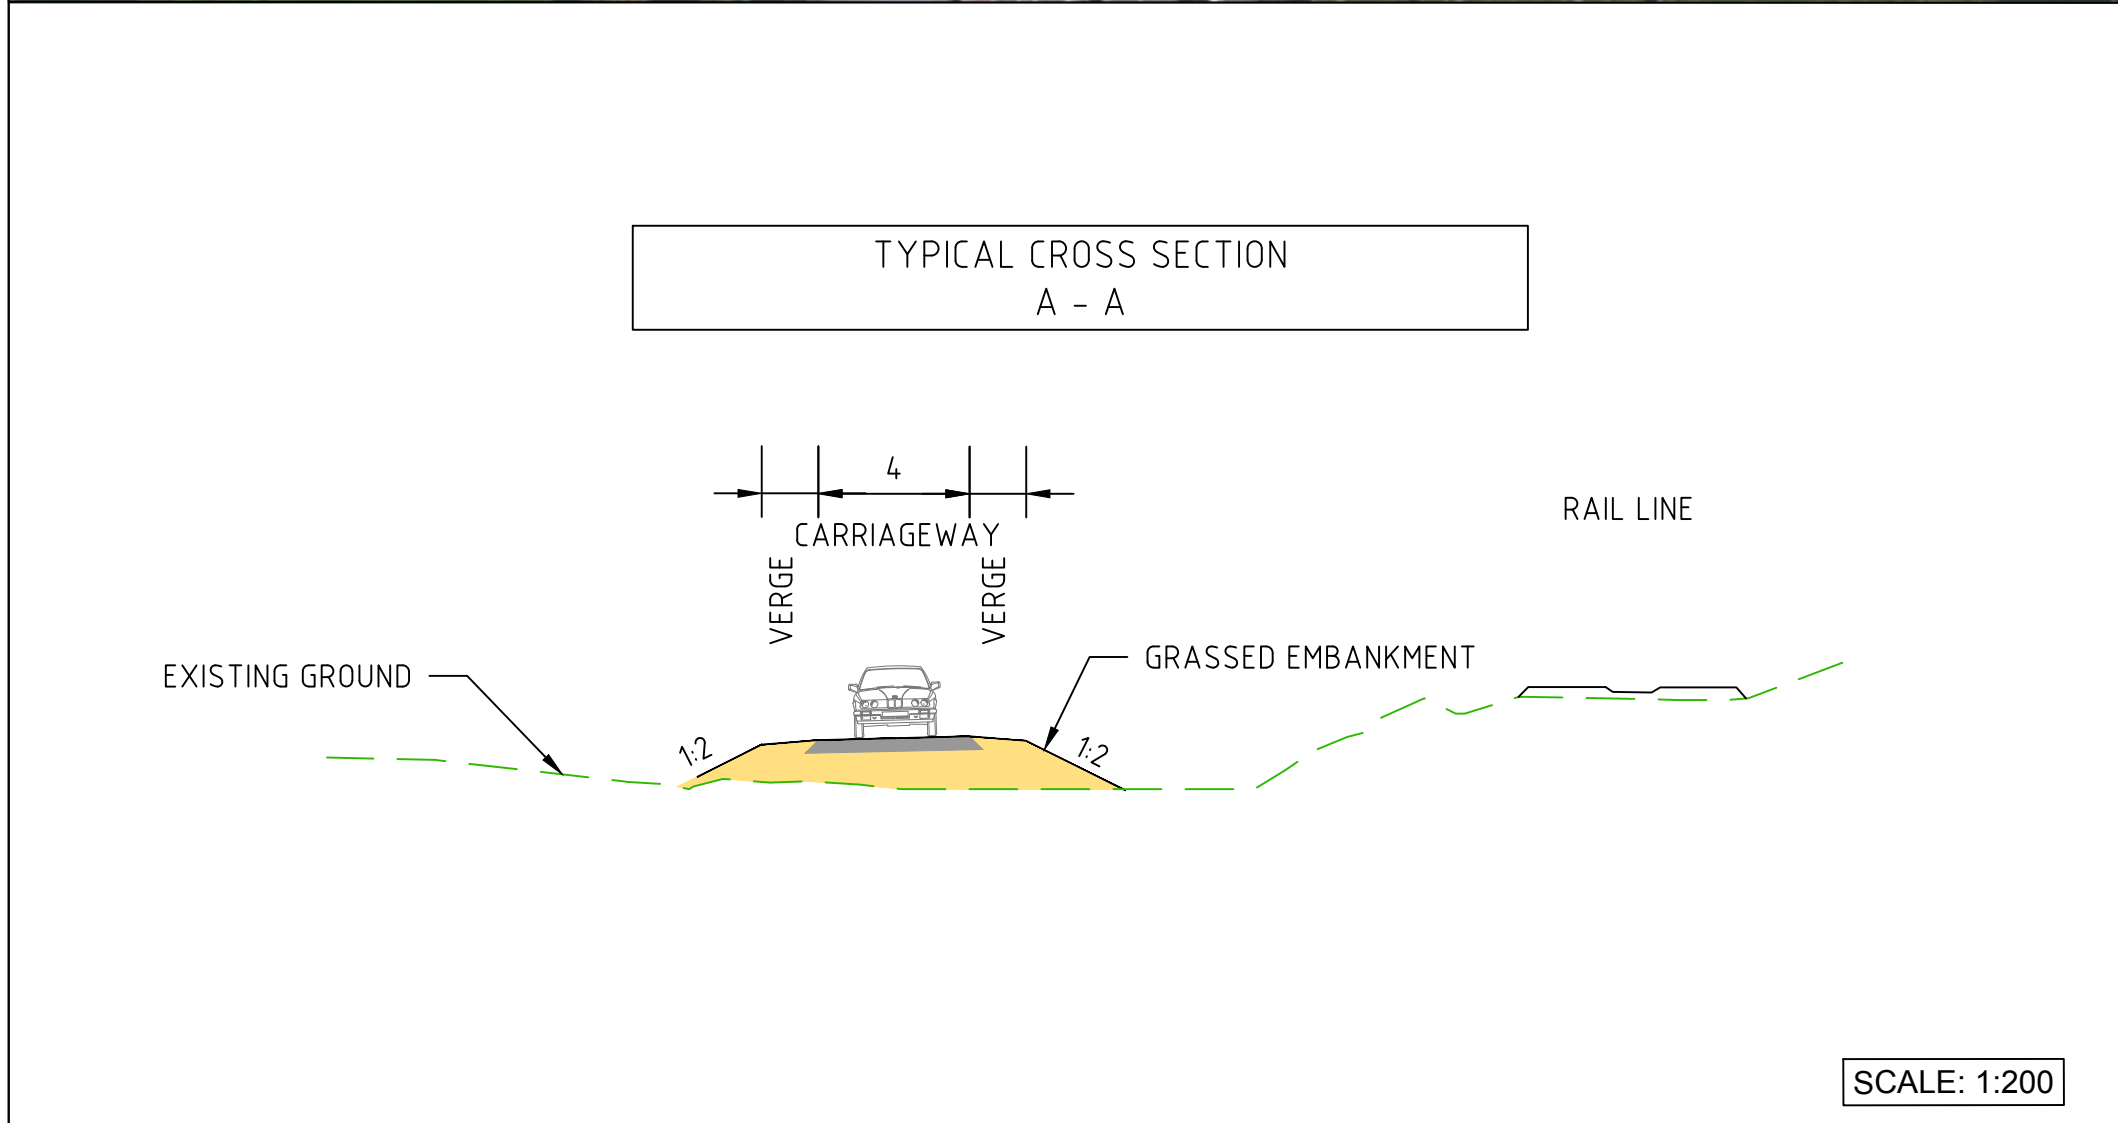 TYPICAL CROSS SECTION
A - A
4
CARRIAGEWAY
VERGE
VERGE
RAIL LINE
EXISTING GROUND
GRASSED EMBANKMENT
1:2
1:2
SCALE: 1:200